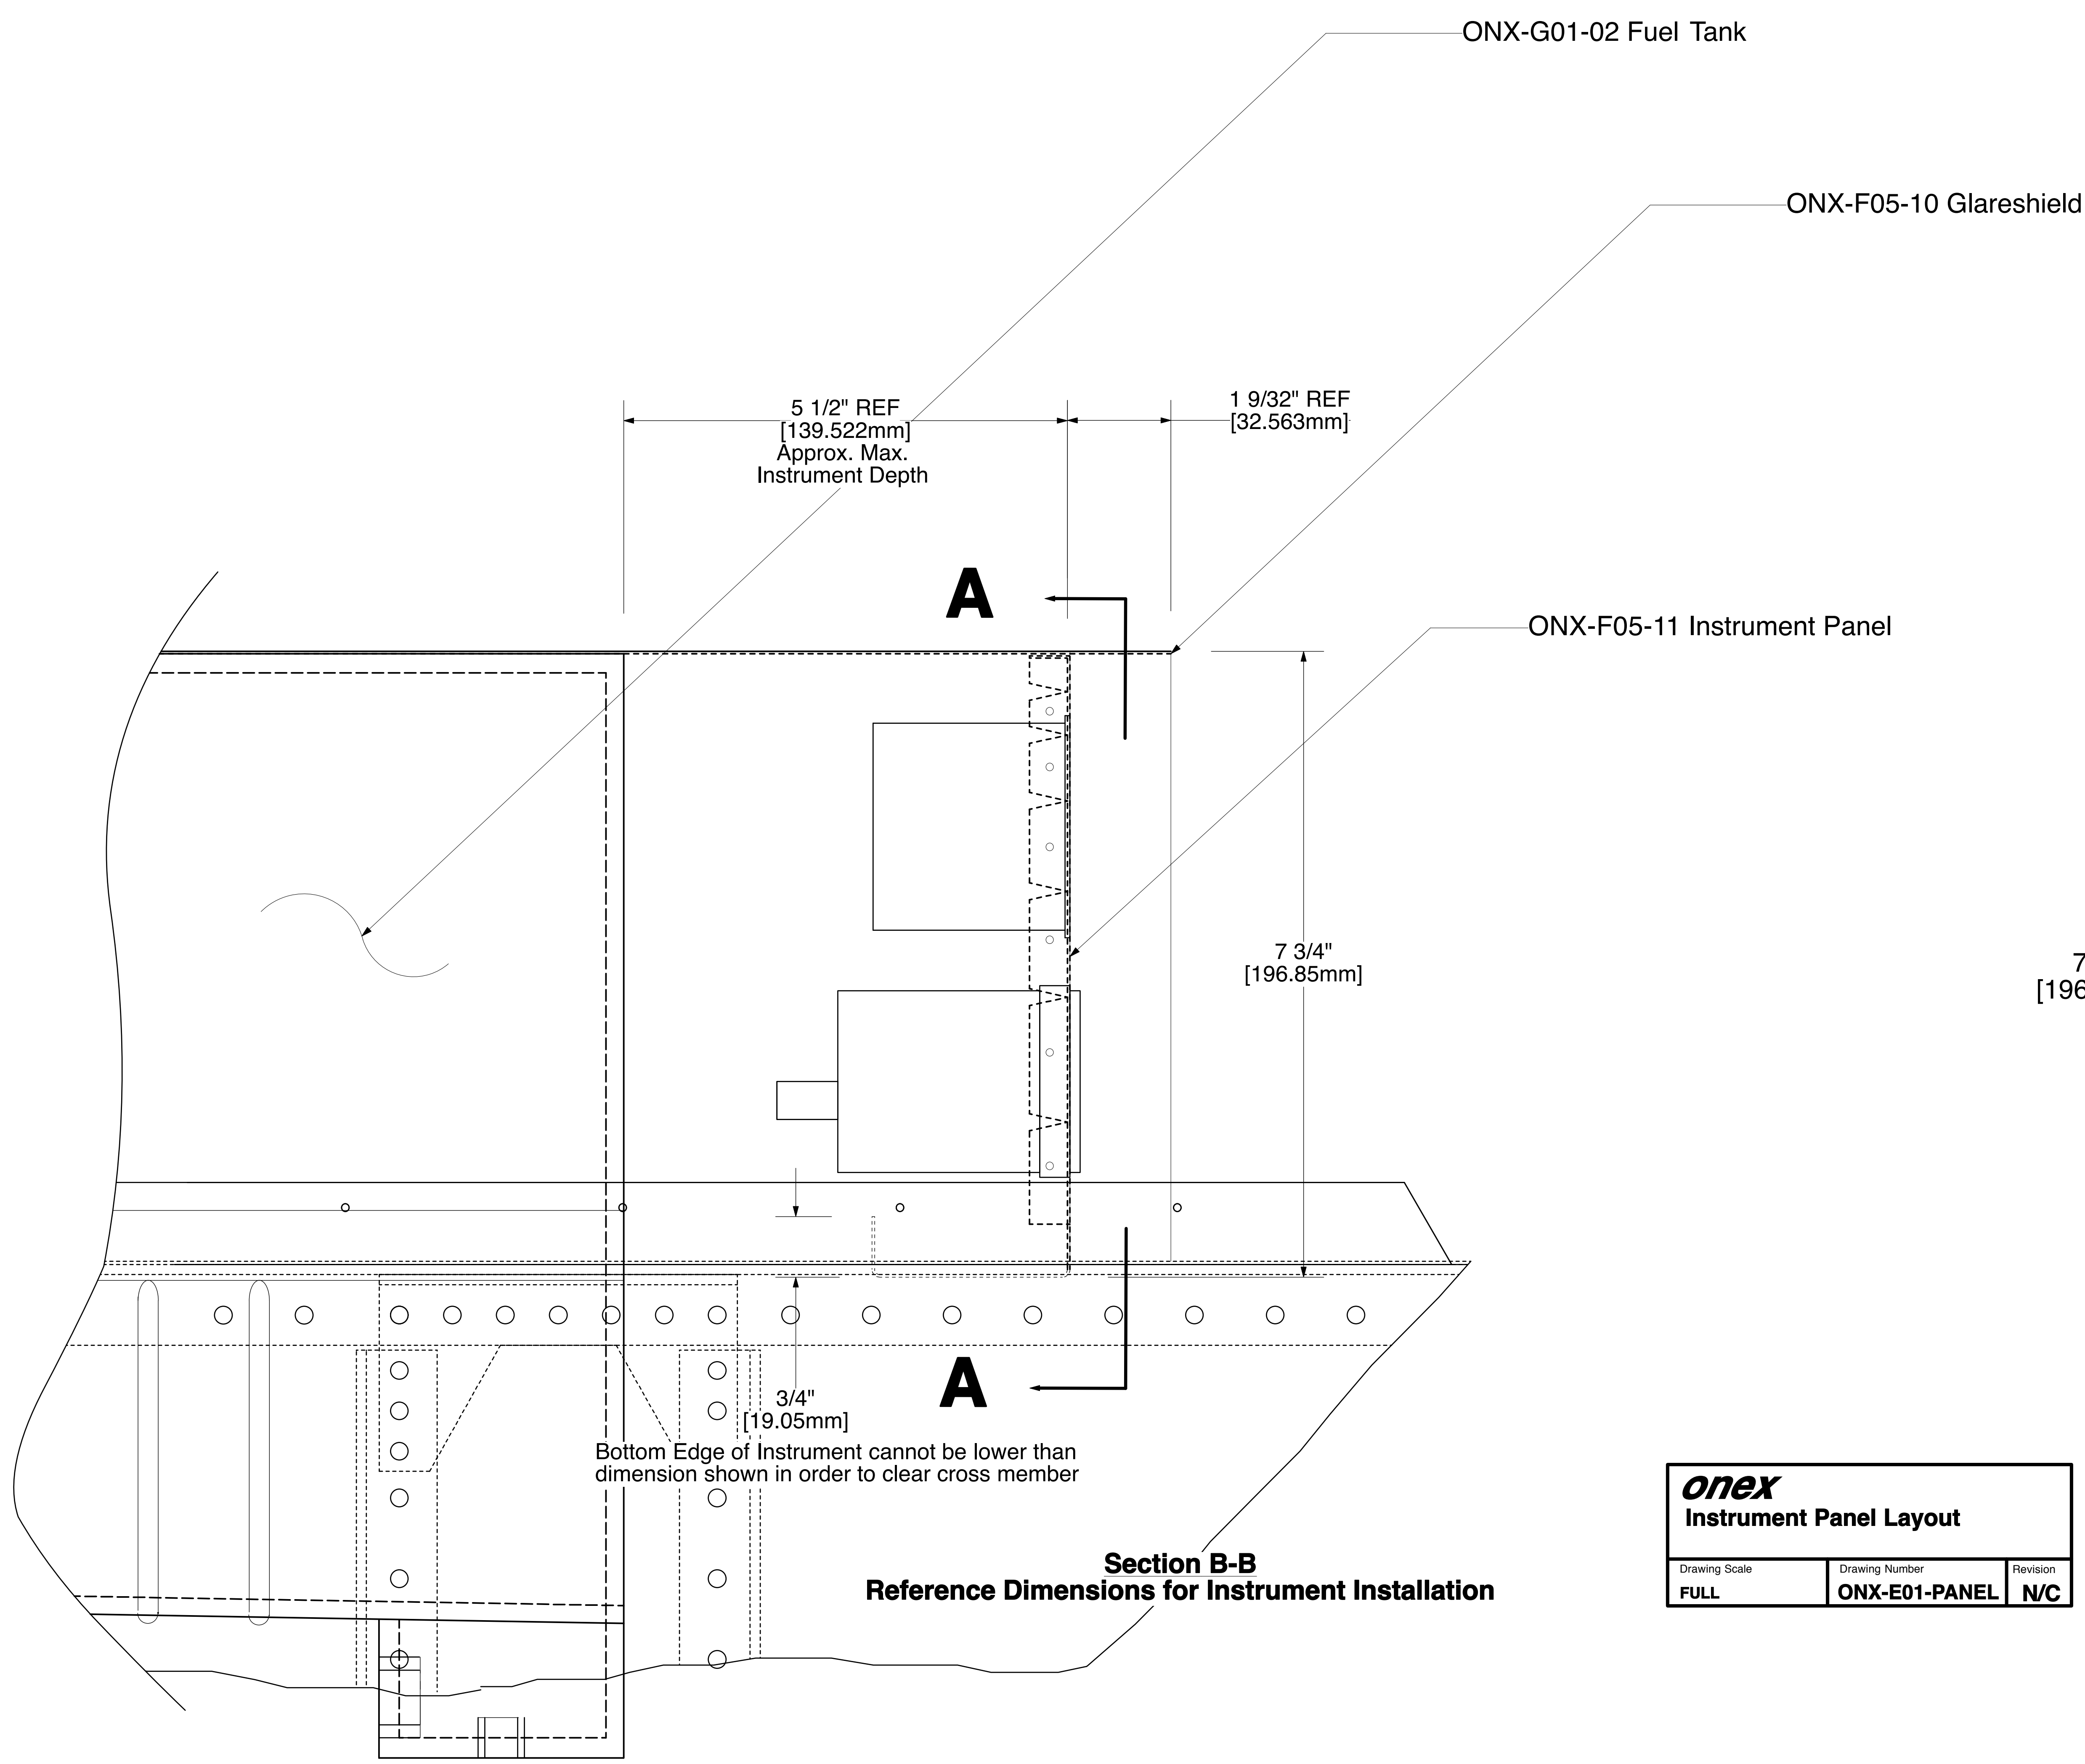 ONX-G01-02 Fuel Tank
ONX-F05-10 Glareshield
5 1/2" REF
[139.522mm]
Approx. Max.
Instrument Depth
1 9/32" REF
[32.563mm]
A
ONX-F05-11 Instrument Panel
7 3/4"
[196.85mm]
7
[196
A
3/4"
[19.05mm]
Bottom Edge of Instrument cannot be lower than
dimension shown in order to clear cross member
Section B-B
Reference Dimensions for Instrument Installation
onex
Instrument Panel Layout
Drawing Scale
FULL
Drawing Number
ONX-E01-PANEL
Revision
N/C